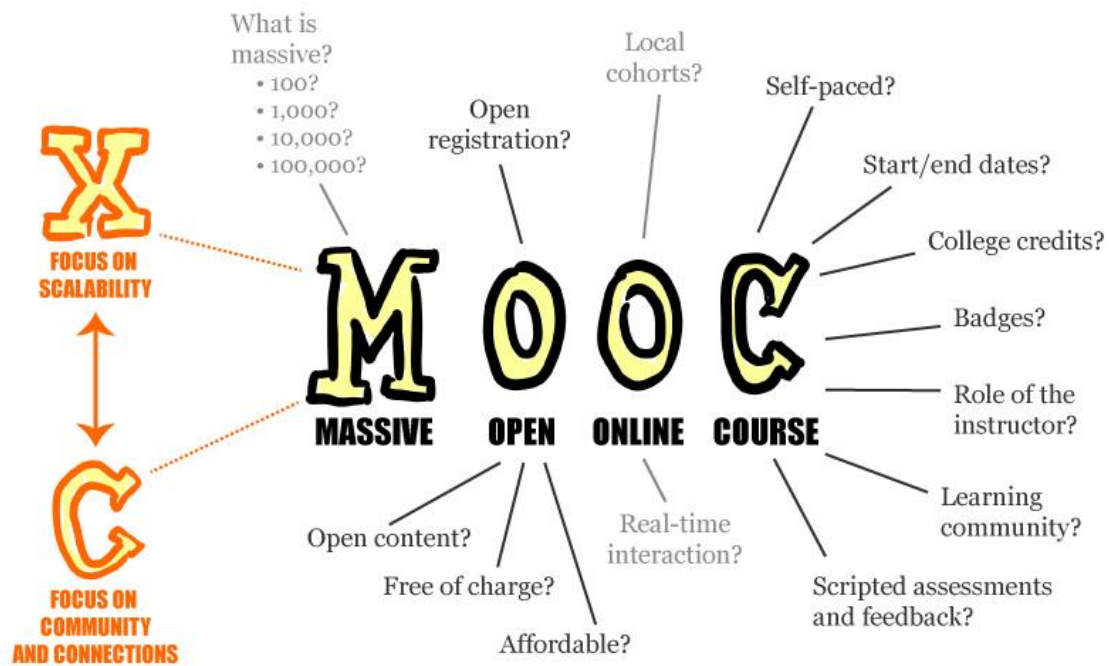 What is
massive?
• 100?
• 1,000?
• 10,000?
• 100,000?
Open
registration?
Local
cohorts?
Self-paced?
Start/end dates?
College credits?
Badges?
Role of the
instructor?
Learning
community?
Scripted assessments
and feedback?
X
FOCUS ON
SCALABILITY
C
FOCUS ON
COMMUNITY
AND CONNECTIONS
MOOC
MASSIVE OPEN ONLINE COURSE
Open content?
Free of charge?
Affordable?
Real-time
interaction?